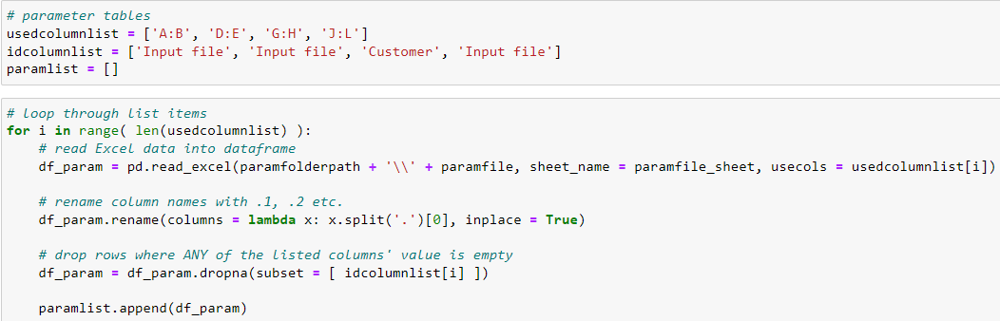 # parameter tables
usedcolumnlist = ['A:B', 'D:E', 'G:H', 'J:L']
idcolumnlist = ['Input file', 'Input file', 'Customer', 'Input file']
paramlist = []
# loop through list items
for i in range( len(usedcolumnlist) ):
    # read Excel data into dataframe
    df_param = pd.read_excel(paramfolderpath + '\\' + paramfile, sheet_name = paramfile_sheet, usecols = usedcolumnlist[i])
    # rename column names with .1, .2 etc.
    df_param.rename(columns = lambda x: x.split('.')[0], inplace = True)
    # drop rows where ANY of the listed columns' value is empty
    df_param = df_param.dropna(subset = [ idcolumnlist[i] ])
    paramlist.append(df_param)